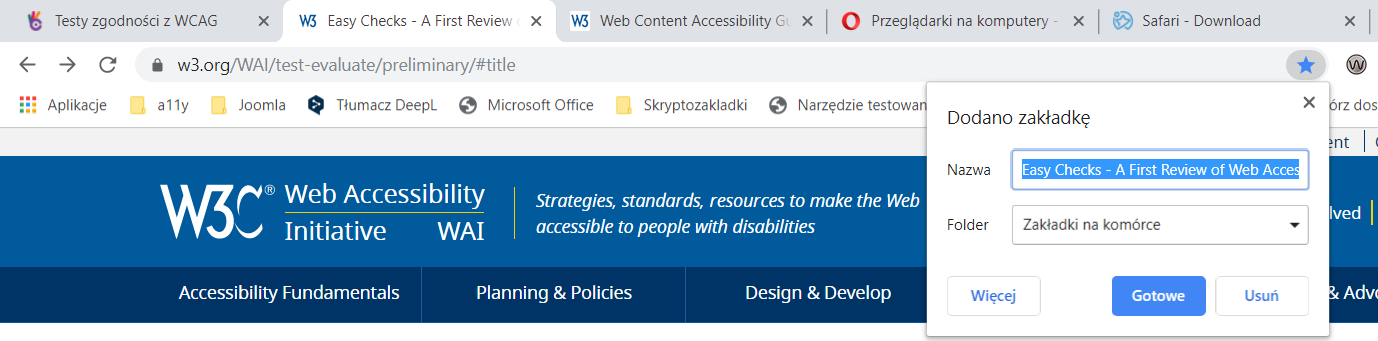 Testy zgodności z WCAG
Easy Checks - A First Review o
Web Content Accessibility Gu
Przeglądarki na komputery -
Safari - Download
w3.org/WAI/test-evaluate/preliminary/#title
Aplikacje
a11y
Joomla
Tłumacz DeepL
Microsoft Office
Skryptozakladki
Narzędzie testowan
órz dos
Dodano zakładkę
Nazwa
Easy Checks - A First Review of Web Acces
Folder
Zakładki na komórce
Więcej
Gotowe
Usuń
ent
W3C®
Web Accessibility
Initiative WAI
Strategies, standards, resources to make the Web
accessible to people with disabilities
olved
Accessibility Fundamentals
Planning & Policies
Design & Develop
& Advo